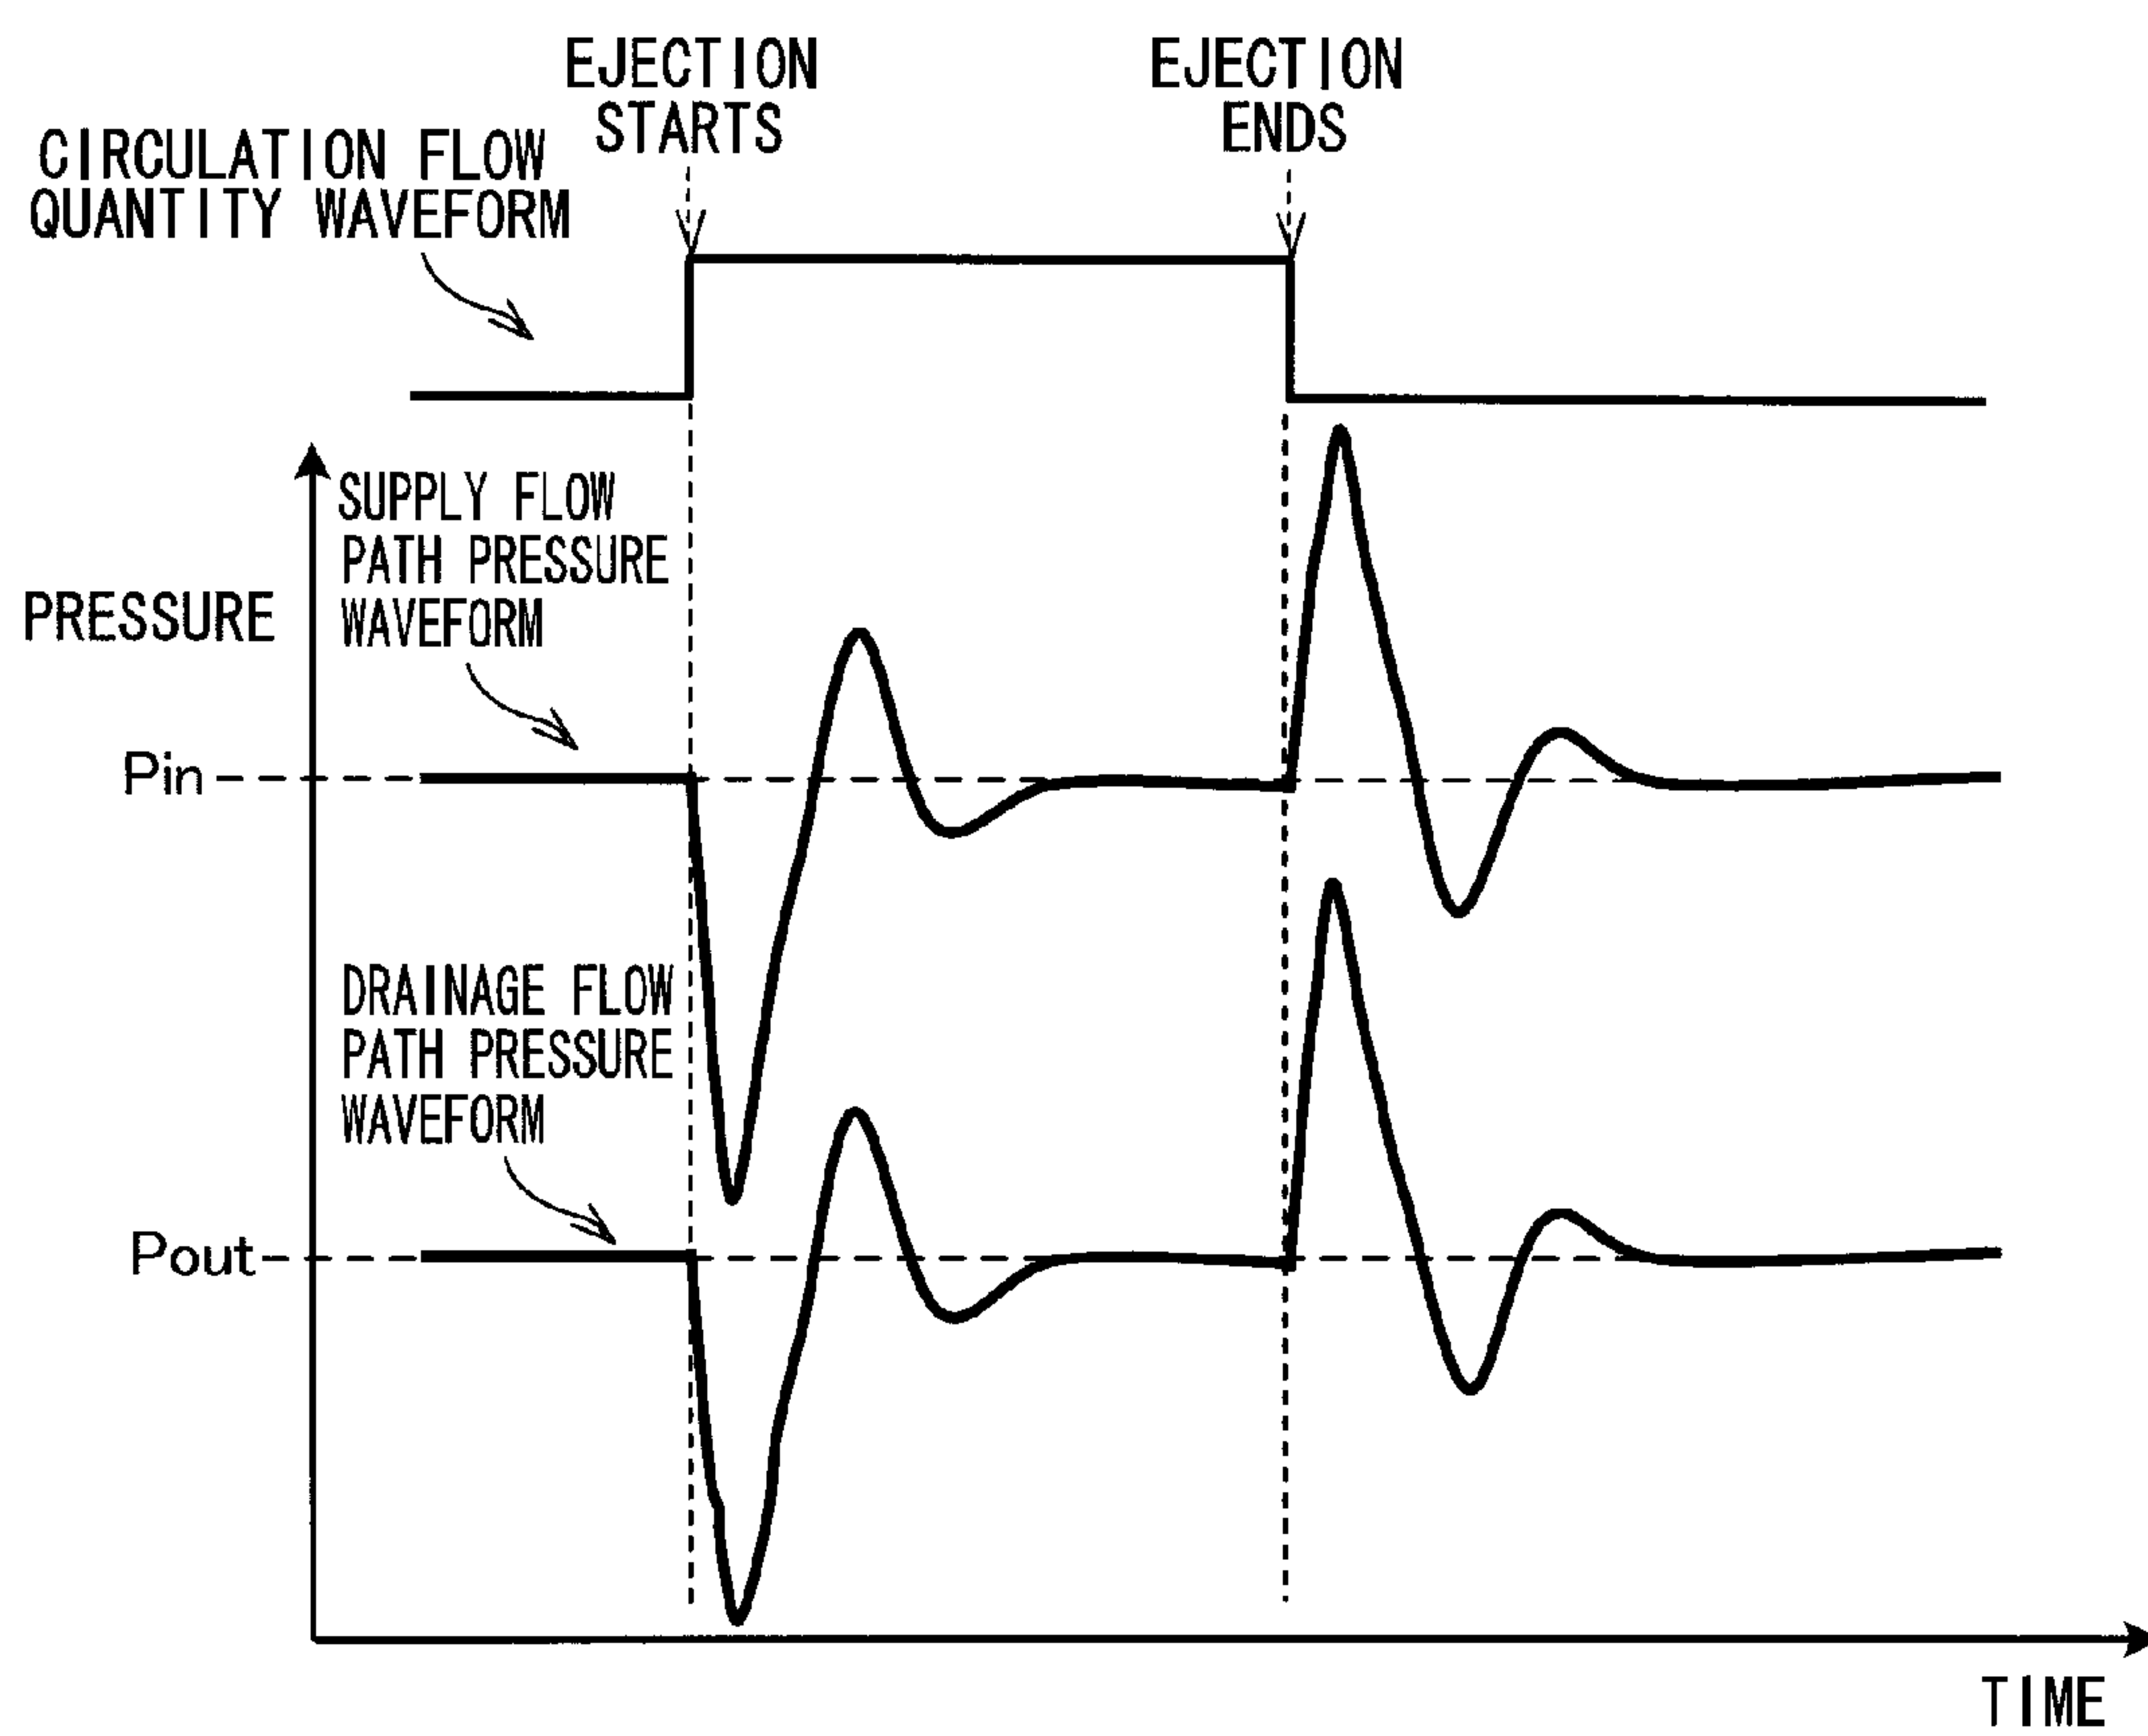 EJECTION
STARTS
EJECTION
ENDS
CIRCULATION FLOW
QUANTITY WAVEFORM
SUPPLY FLOW
PATH PRESSURE
WAVEFORM
PRESSURE
Pin
DRAINAGE FLOW
PATH PRESSURE
WAVEFORM
Pout
TIME